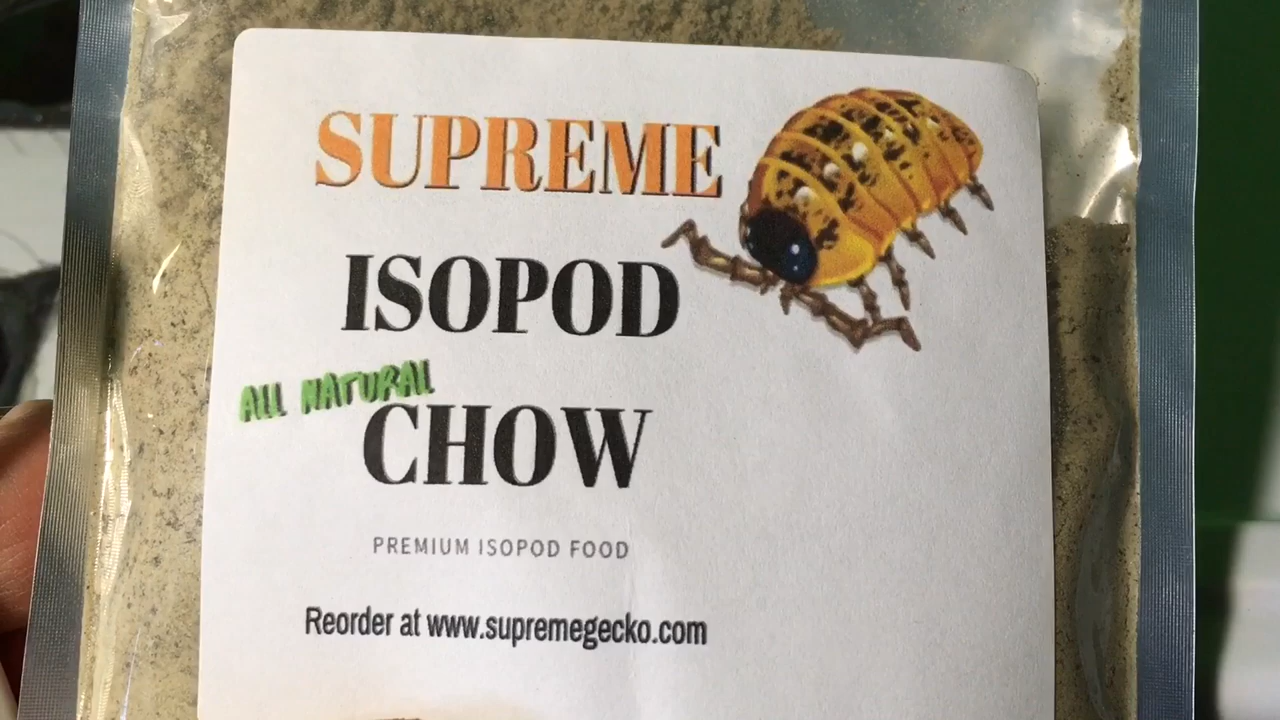 SUPREME
ISOPOD
ALL NATURAL
CHOW
PREMIUM ISOPOD FOOD
Reorder at www.supremegecko.com